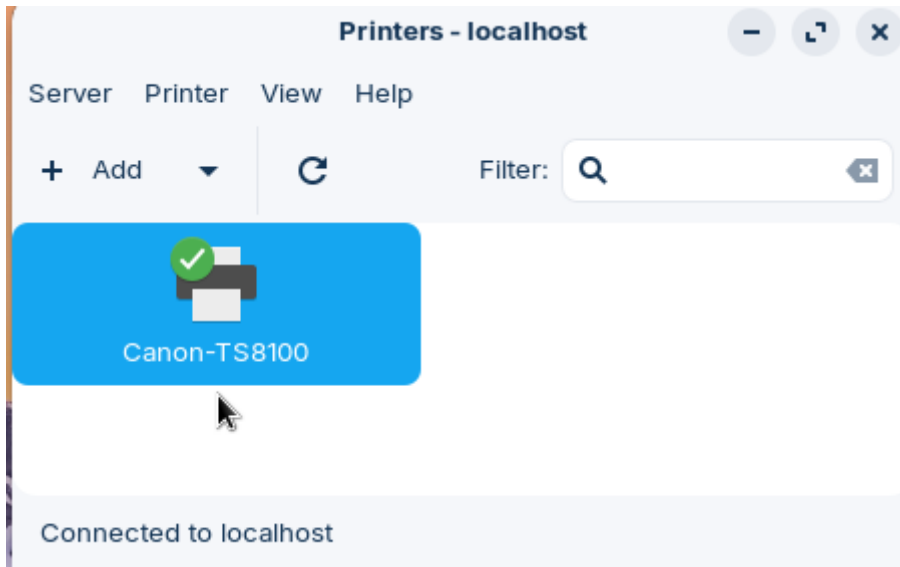 Printers - localhost
Server Printer View Help
Add Filter:
Canon-TS8100
Connected to localhost